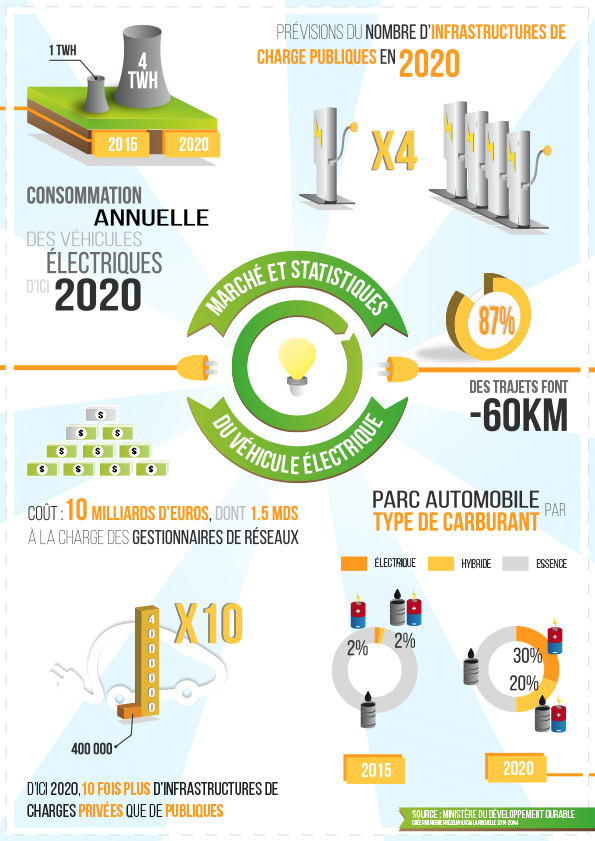 1 TWH
4
TWH
2015
2020
CONSOMMATION
ANNUELLE
DES VÉHICULES
ÉLECTRIQUES
D'ICI 2020
PRÉVISIONS DU NOMBRE D'INFRASTRUCTURES DE
CHARGE PUBLIQUES EN 2020
X4
MARCHÉ ET STATISTIQUES
DU VÉHICULE ÉLECTRIQUE
87%
DES TRAJETS FONT
-60KM
$
$ $
$ $ $
$ $ $ $
COÛT : 10 MILLIARDS D'EUROS, DONT 1.5 MDS
À LA CHARGE DES GESTIONNAIRES DE RÉSEAUX
PARC AUTOMOBILE PAR
TYPE DE CARBURANT
ÉLECTRIQUE
HYBRIDE
ESSENCE
2%
2%
2015
30%
20%
2020
X10
4000000
400 000
D'ICI 2020, 10 FOIS PLUS D'INFRASTRUCTURES DE
CHARGES PRIVÉES QUE DE PUBLIQUES
SOURCE : MINISTÈRE DU DÉVELOPPEMENT DURABLE